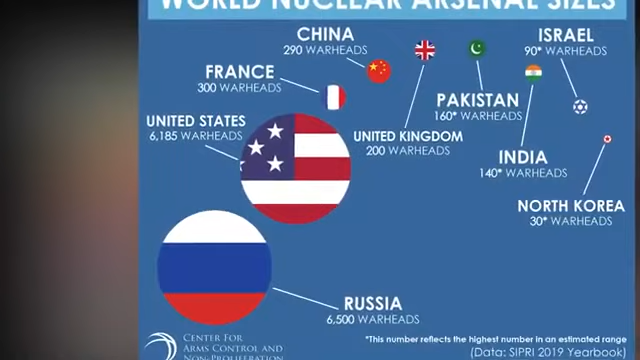 WORLD NUCLEAR ARSENAL SIZES
CHINA
290 WARHEADS
ISRAEL
90* WARHEADS
FRANCE
300 WARHEADS
PAKISTAN
160* WARHEADS
UNITED STATES
6,185 WARHEADS
UNITED KINGDOM
200 WARHEADS
INDIA
140* WARHEADS
NORTH KOREA
30* WARHEADS
RUSSIA
6,500 WARHEADS
*This number reflects the highest number in an estimated range
(Data: SIPRI 2019 Yearbook)
CENTER FOR
ARMS CONTROL AND
NON-PROLIFERATION